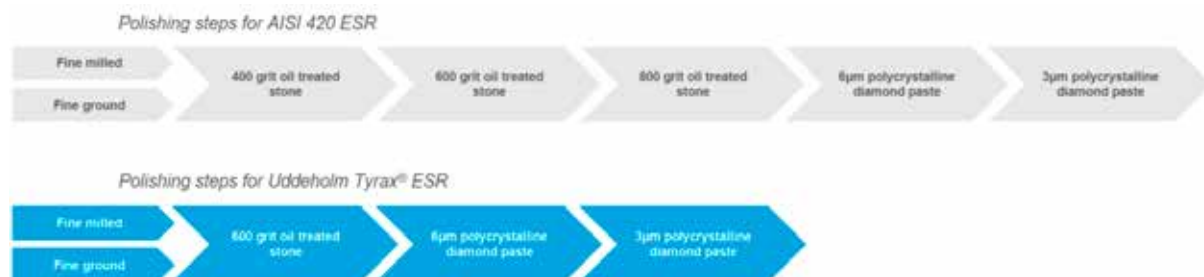 Polishing steps for AISI 420 ESR
Fine milled
Fine ground
400 grit oil treated
stone
600 grit oil treated
stone
800 grit oil treated
stone
6µm polycrystalline
diamond paste
3µm polycrystalline
diamond paste
Polishing steps for Uddeholm Tyrax® ESR
Fine milled
Fine ground
600 grit oil treated
stone
6µm polycrystalline
diamond paste
3µm polycrystalline
diamond paste